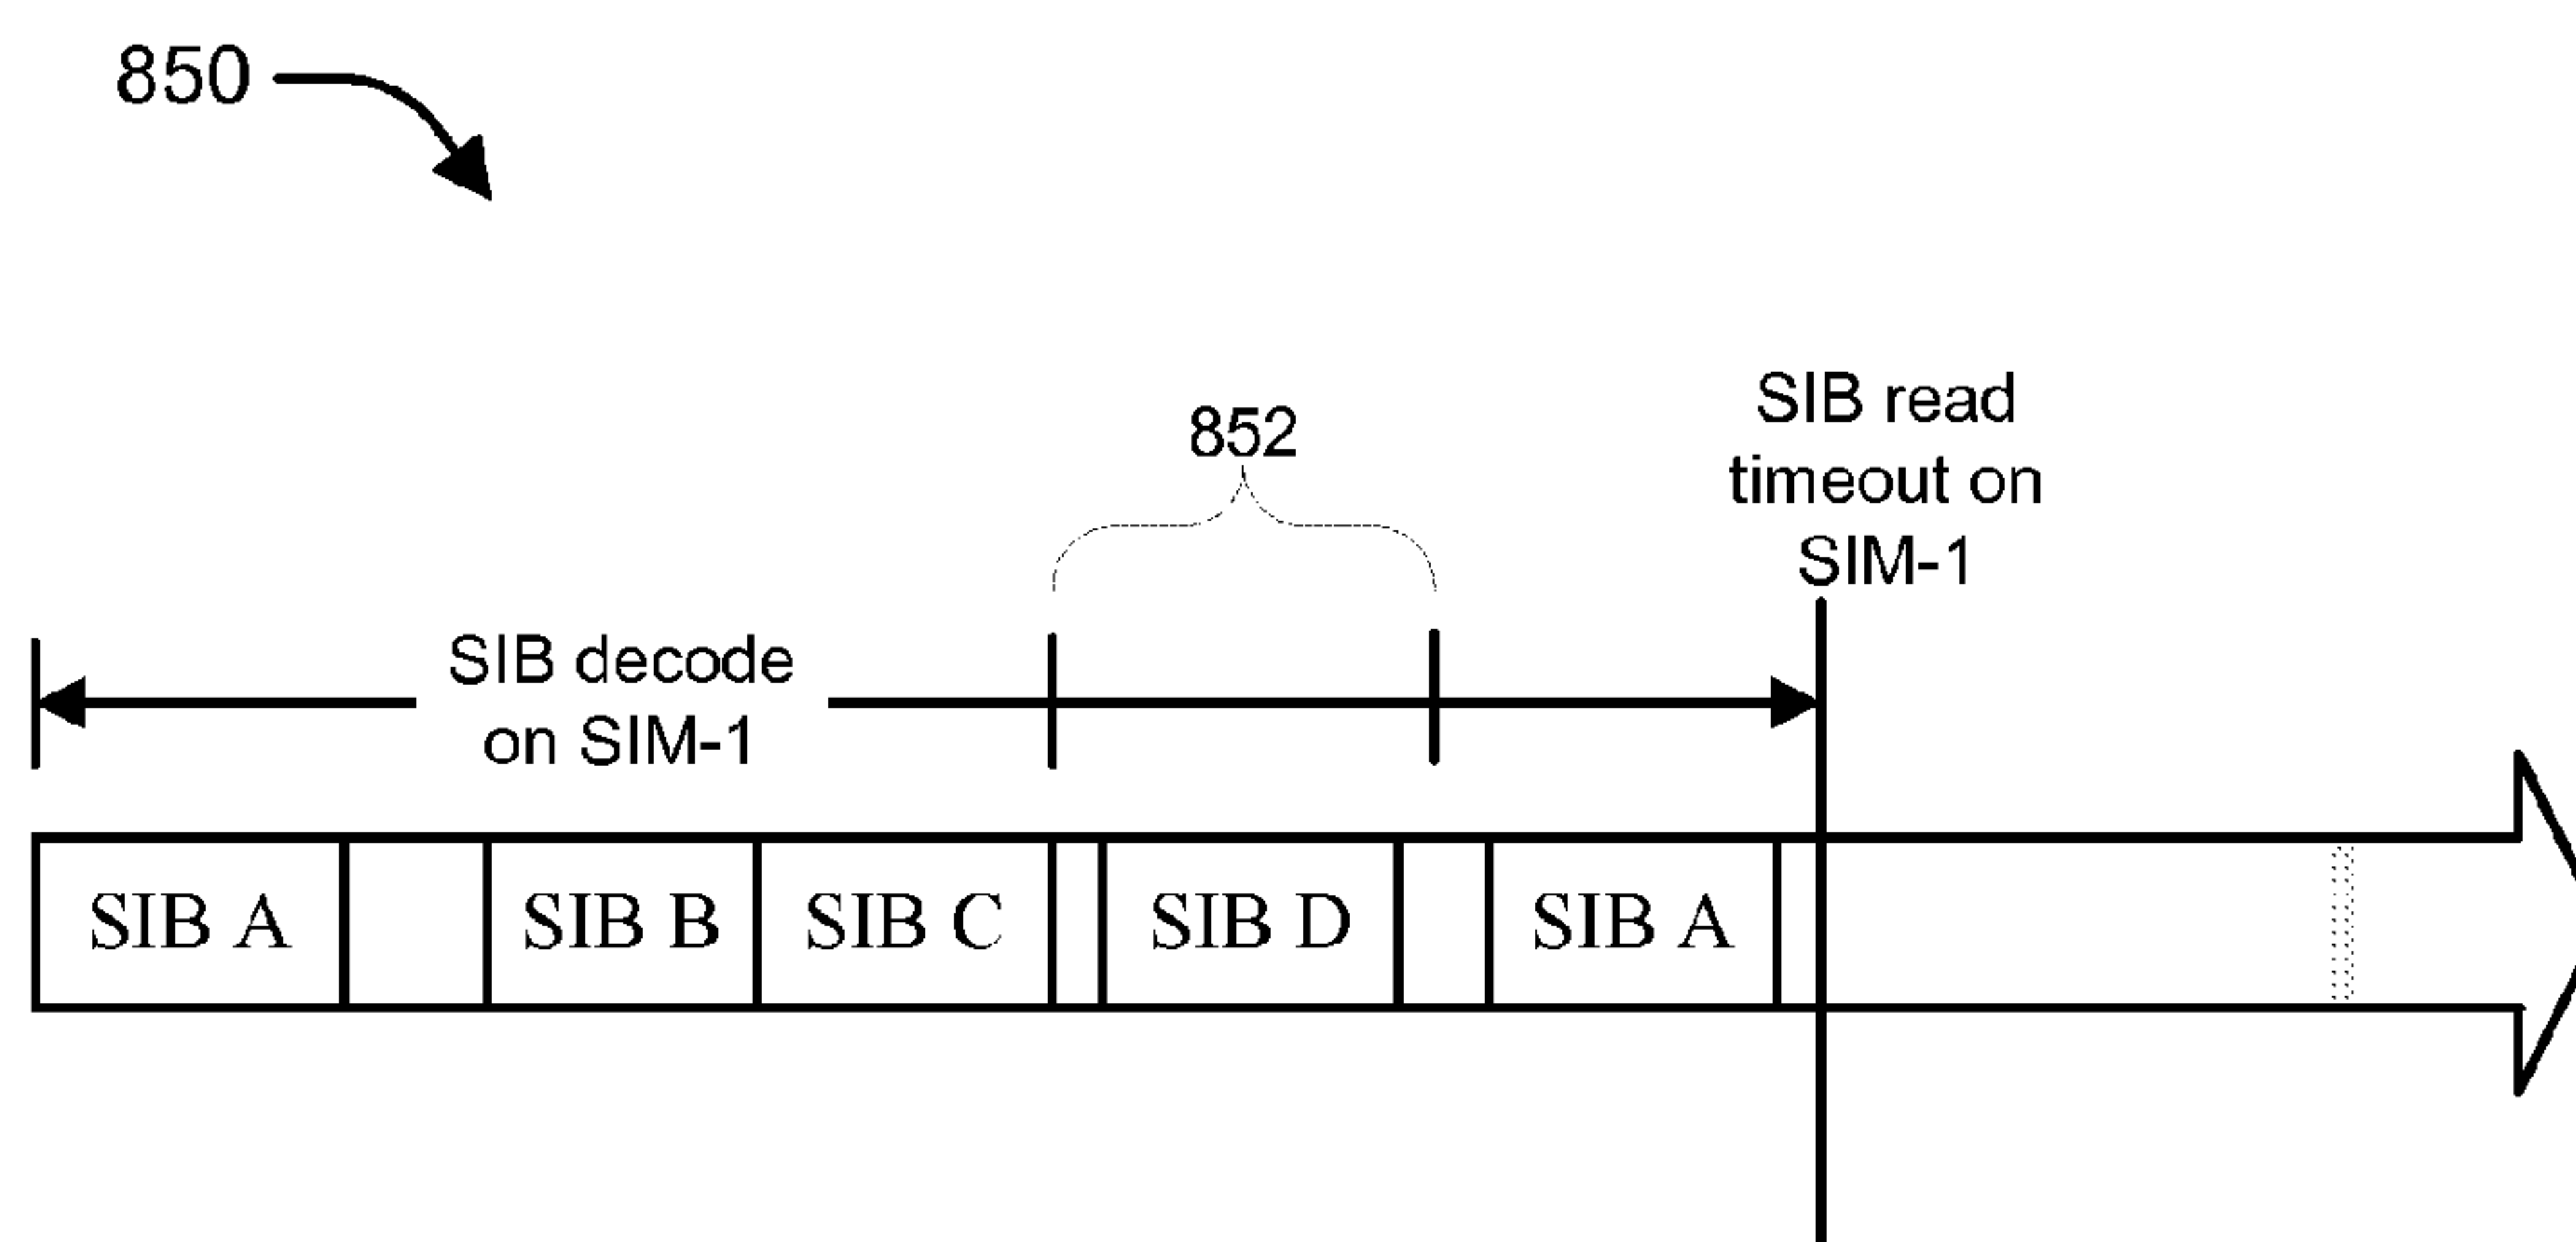 850
852
SIB read
timeout on
SIM-1
SIB decode
on SIM-1
SIB A
SIB B
SIB C
SIB D
SIB A